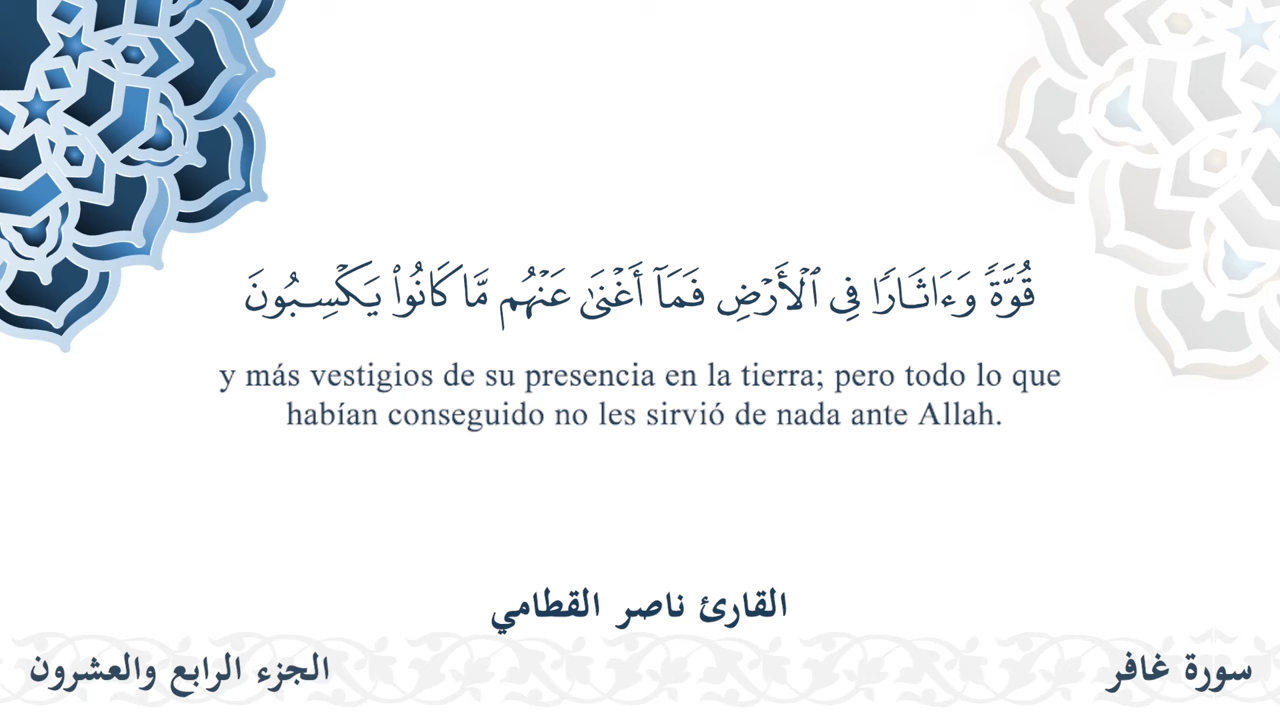 قُوَّةً وَءَاثَارًا فِي ٱلْأَرْضِ فَمَآ أَغْنَىٰ عَنْهُم مَّا كَانُوا۟ يَكْسِبُونَ
y más vestigios de su presencia en la tierra; pero todo lo que
habían conseguido no les sirvió de nada ante Allah.
القارئ ناصر القطامي
سورة غافر
الجزء الرابع والعشرون